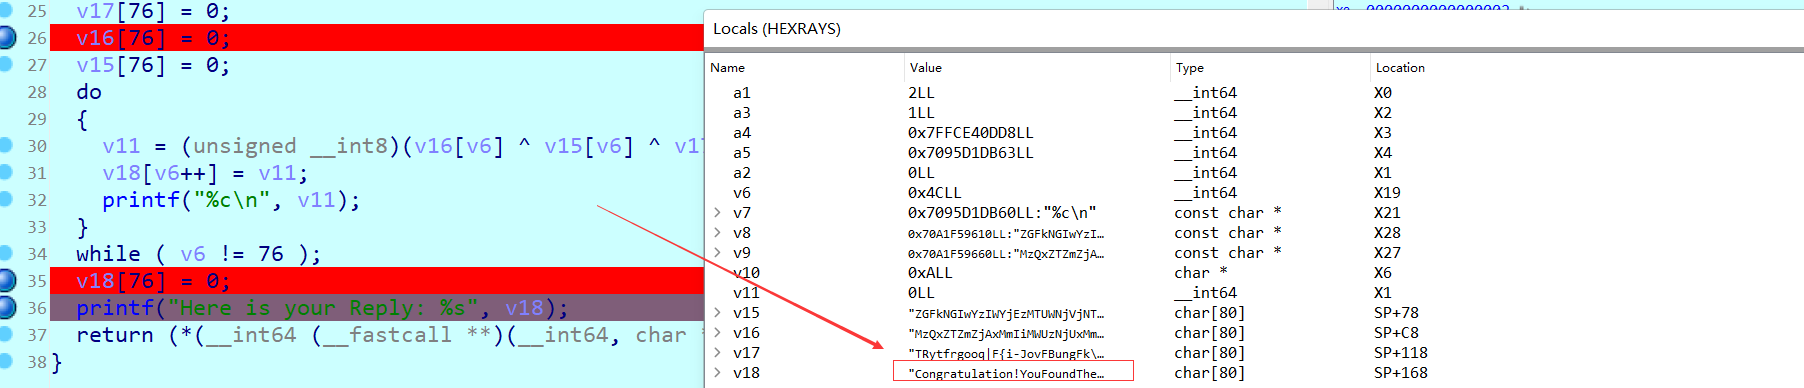 25 v17[76] = 0;
26 v16[76] = 0;
27 v15[76] = 0;
28 do
29 {
30 v11 = (unsigned __int8)(v16[v6] ^ v15[v6] ^ v17
31 v18[v6++] = v11;
32 printf("%c\n", v11);
33 }
34 while ( v6 != 76 );
35 v18[76] = 0;
36 printf("Here is your Reply: %s", v18);
37 return (*(__int64 (__fastcall **)(__int64, char *
38 }
Locals (HEXRAYS)
Name Value Type Location
a1 2LL __int64 X0
a3 1LL __int64 X2
a4 0x7FFCE40DD8LL __int64 X3
a5 0x7095D1DB63LL __int64 X4
a2 0LL __int64 X1
v6 0x4CLL __int64 X19
v7 0x7095D1DB60LL:"%c\n" const char * X21
v8 0x70A1F59610LL:"ZGFkNGIwYzI… const char * X28
v9 0x70A1F59660LL:"MzQxZTZmZjA… const char * X27
v10 0xALL char * X6
v11 0LL __int64 X1
v15 "ZGFkNGIwYzIWYjEzMTUWNjVjNT… char[80] SP+78
v16 "MzQxZTZmZjAxMmIiMWUzNjUxMm… char[80] SP+C8
v17 "TRytfrgooq|F{i-JovFBungFk\… char[80] SP+118
v18 "Congratulation!YouFoundThe… char[80] SP+168